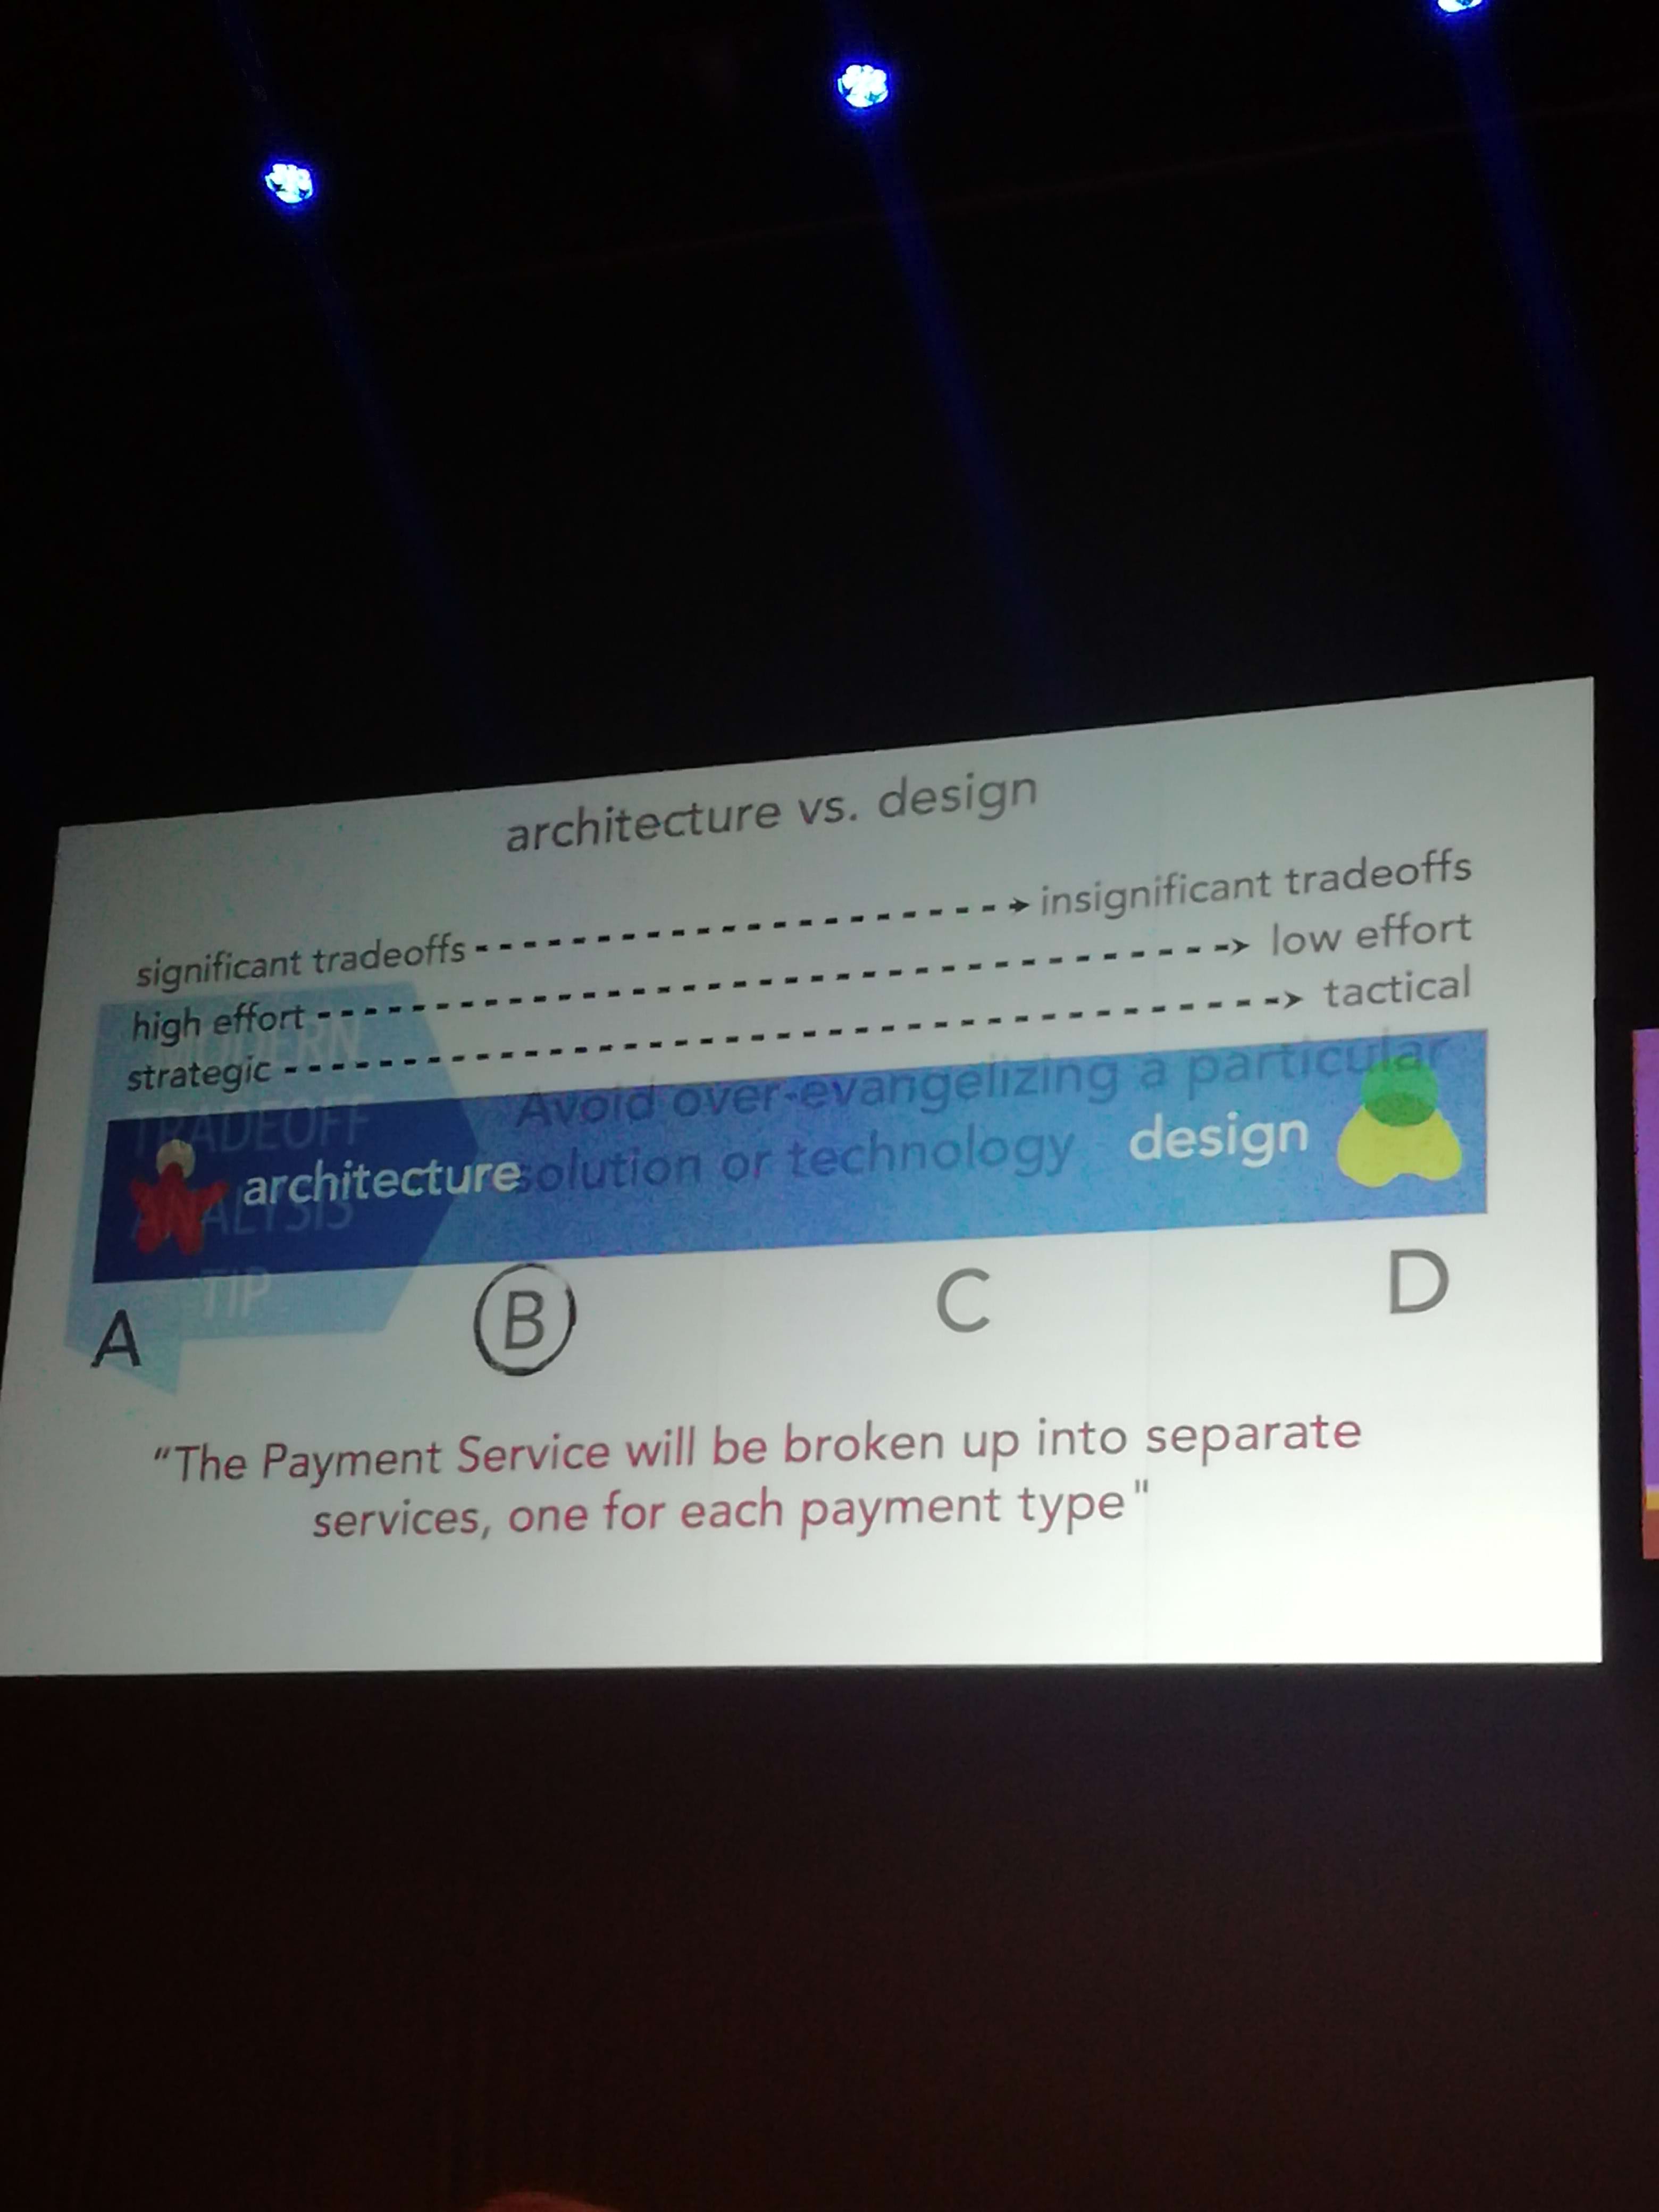 architecture vs. design
significant tradeoffs
insignificant tradeoffs
high effort
low effort
strategic
tactical
MODERN
TRADEOFF
ANALYSIS
TIP
Avoid over-evangelizing a particular
solution or technology
architecture
design
A
B
C
D
"The Payment Service will be broken up into separate
services, one for each payment type"